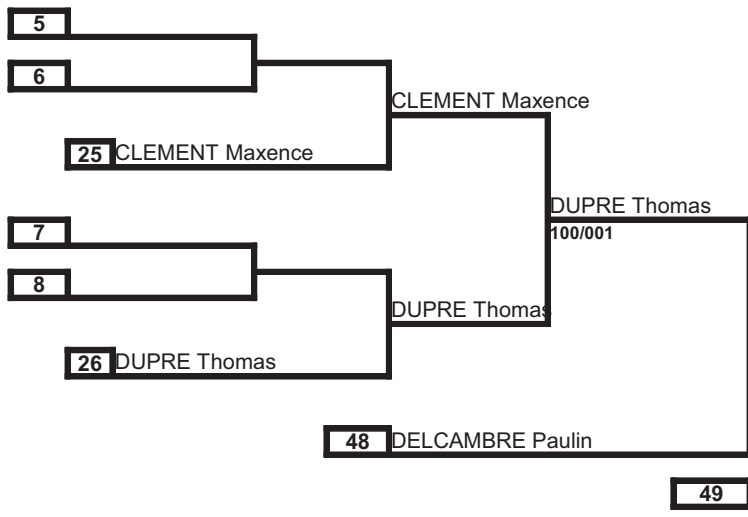 5
6
CLEMENT Maxence
25 CLEMENT Maxence
DUPRE Thomas
7
100/001
8
DUPRE Thomas
26 DUPRE Thomas
48 DELCAMBRE Paulin
49